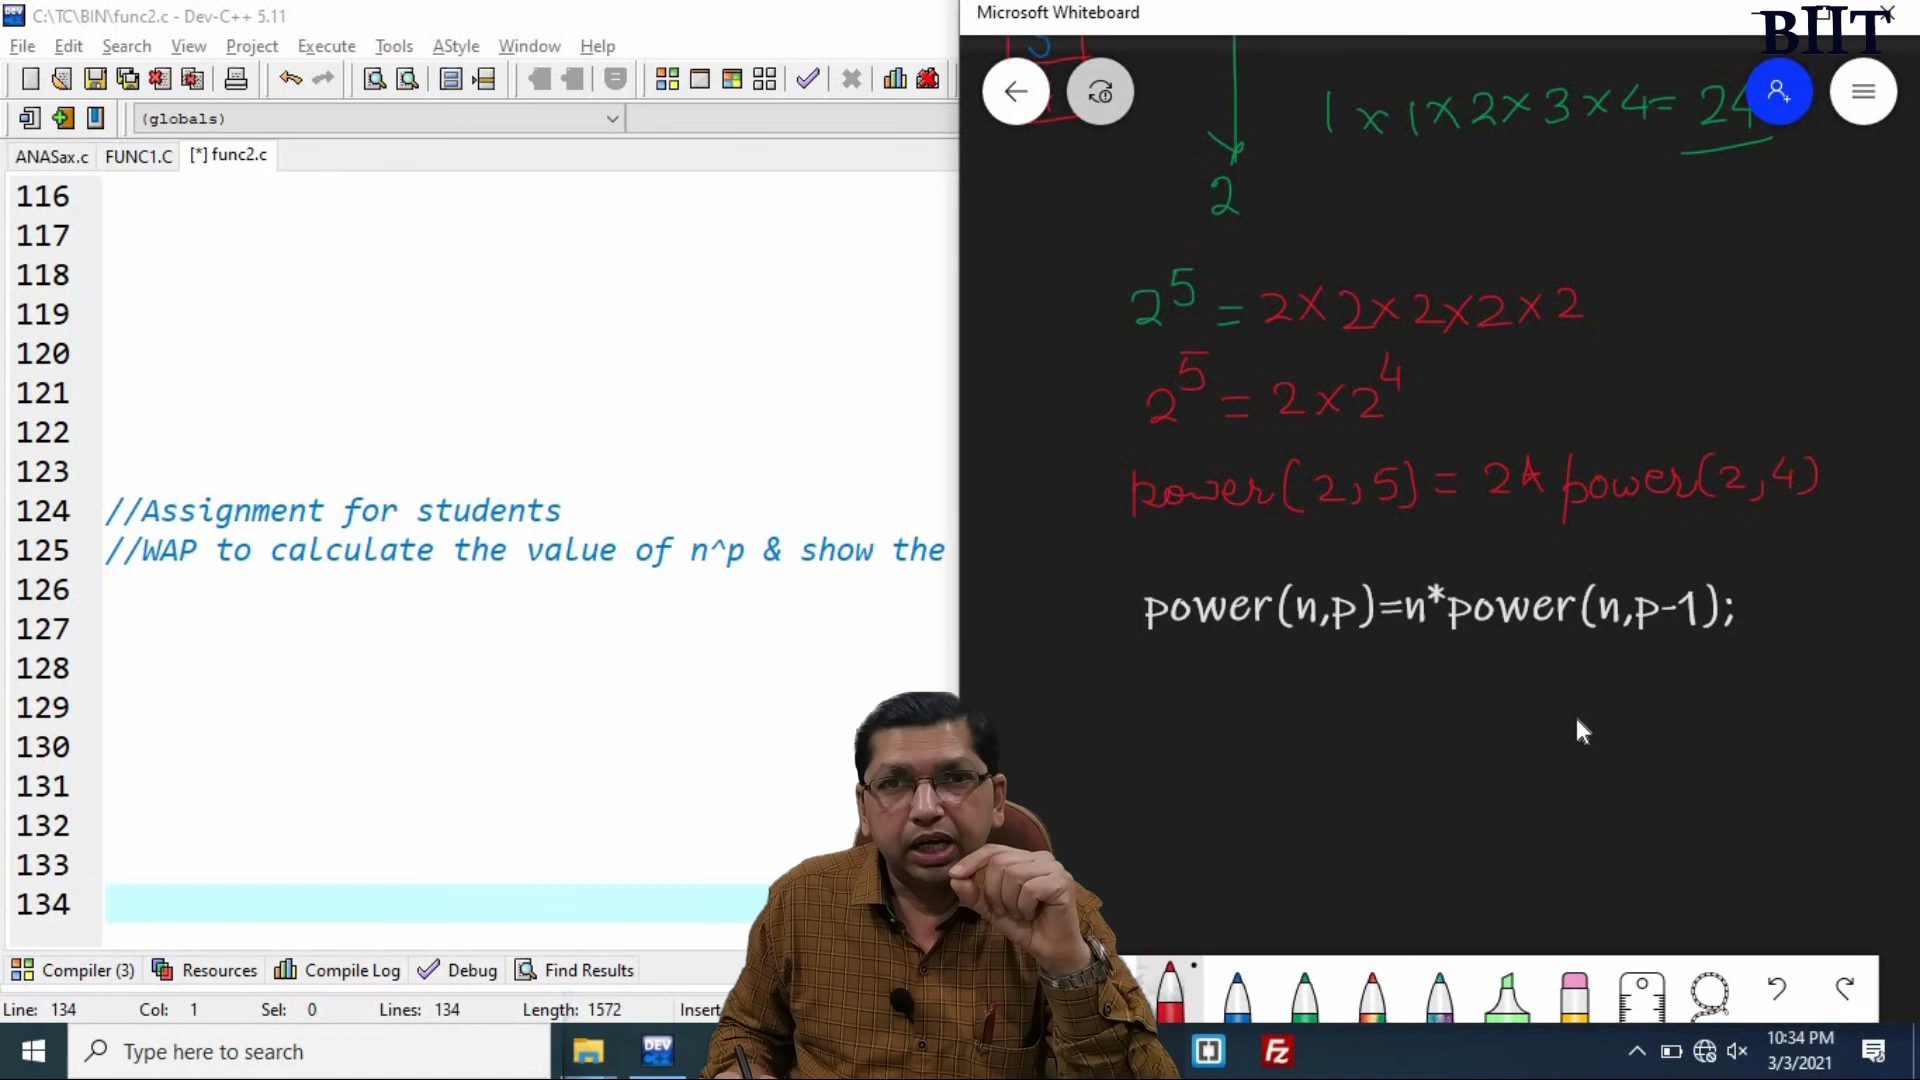 C:\TC\BIN\func2.c - Dev-C++ 5.11
File Edit Search View Project Execute Tools AStyle Window Help
(globals)
ANASax.c FUNC1.C [*] func2.c
116
117
118
119
120
121
122
123
124 //Assignment for students
125 //WAP to calculate the value of n^p & show the
126
127
128
129
130
131
132
133
134
Compiler (3) Resources Compile Log Debug Find Results
Line: 134 Col: 1 Sel: 0 Lines: 134 Length: 1572 Insert
Type here to search
DEV
Microsoft Whiteboard
BIIT
1 x 1 x 2 x 3 x 4 = 24
2
2^5 = 2 x 2 x 2 x 2 x 2
2^5 = 2 x 2^4
power(2,5) = 2* power(2,4)
power(n,p)=n*power(n,p-1);
Fz
10:34 PM
3/3/2021